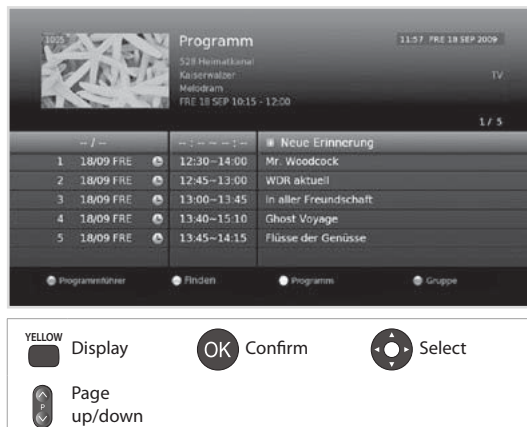 1005
Programm
11:57 FRE 18 SEP 2009
528 Heimatkanal
Kaiserwalzer
TV
Melodram
FRE 18 SEP 10:15 - 12:00
1 / 5
-- / -- -- : -- ~ -- : -- Neue Erinnerung
1 18/09 FRE 12:30~14:00 Mr. Woodcock
2 18/09 FRE 12:45~13:00 WDR aktuell
3 18/09 FRE 13:00~13:45 In aller Freundschaft
4 18/09 FRE 13:40~15:10 Ghost Voyage
5 18/09 FRE 13:45~14:15 Flüsse der Genüsse
Programmführer Finden Programm Gruppe
YELLOW Display OK Confirm Select
P Page
up/down